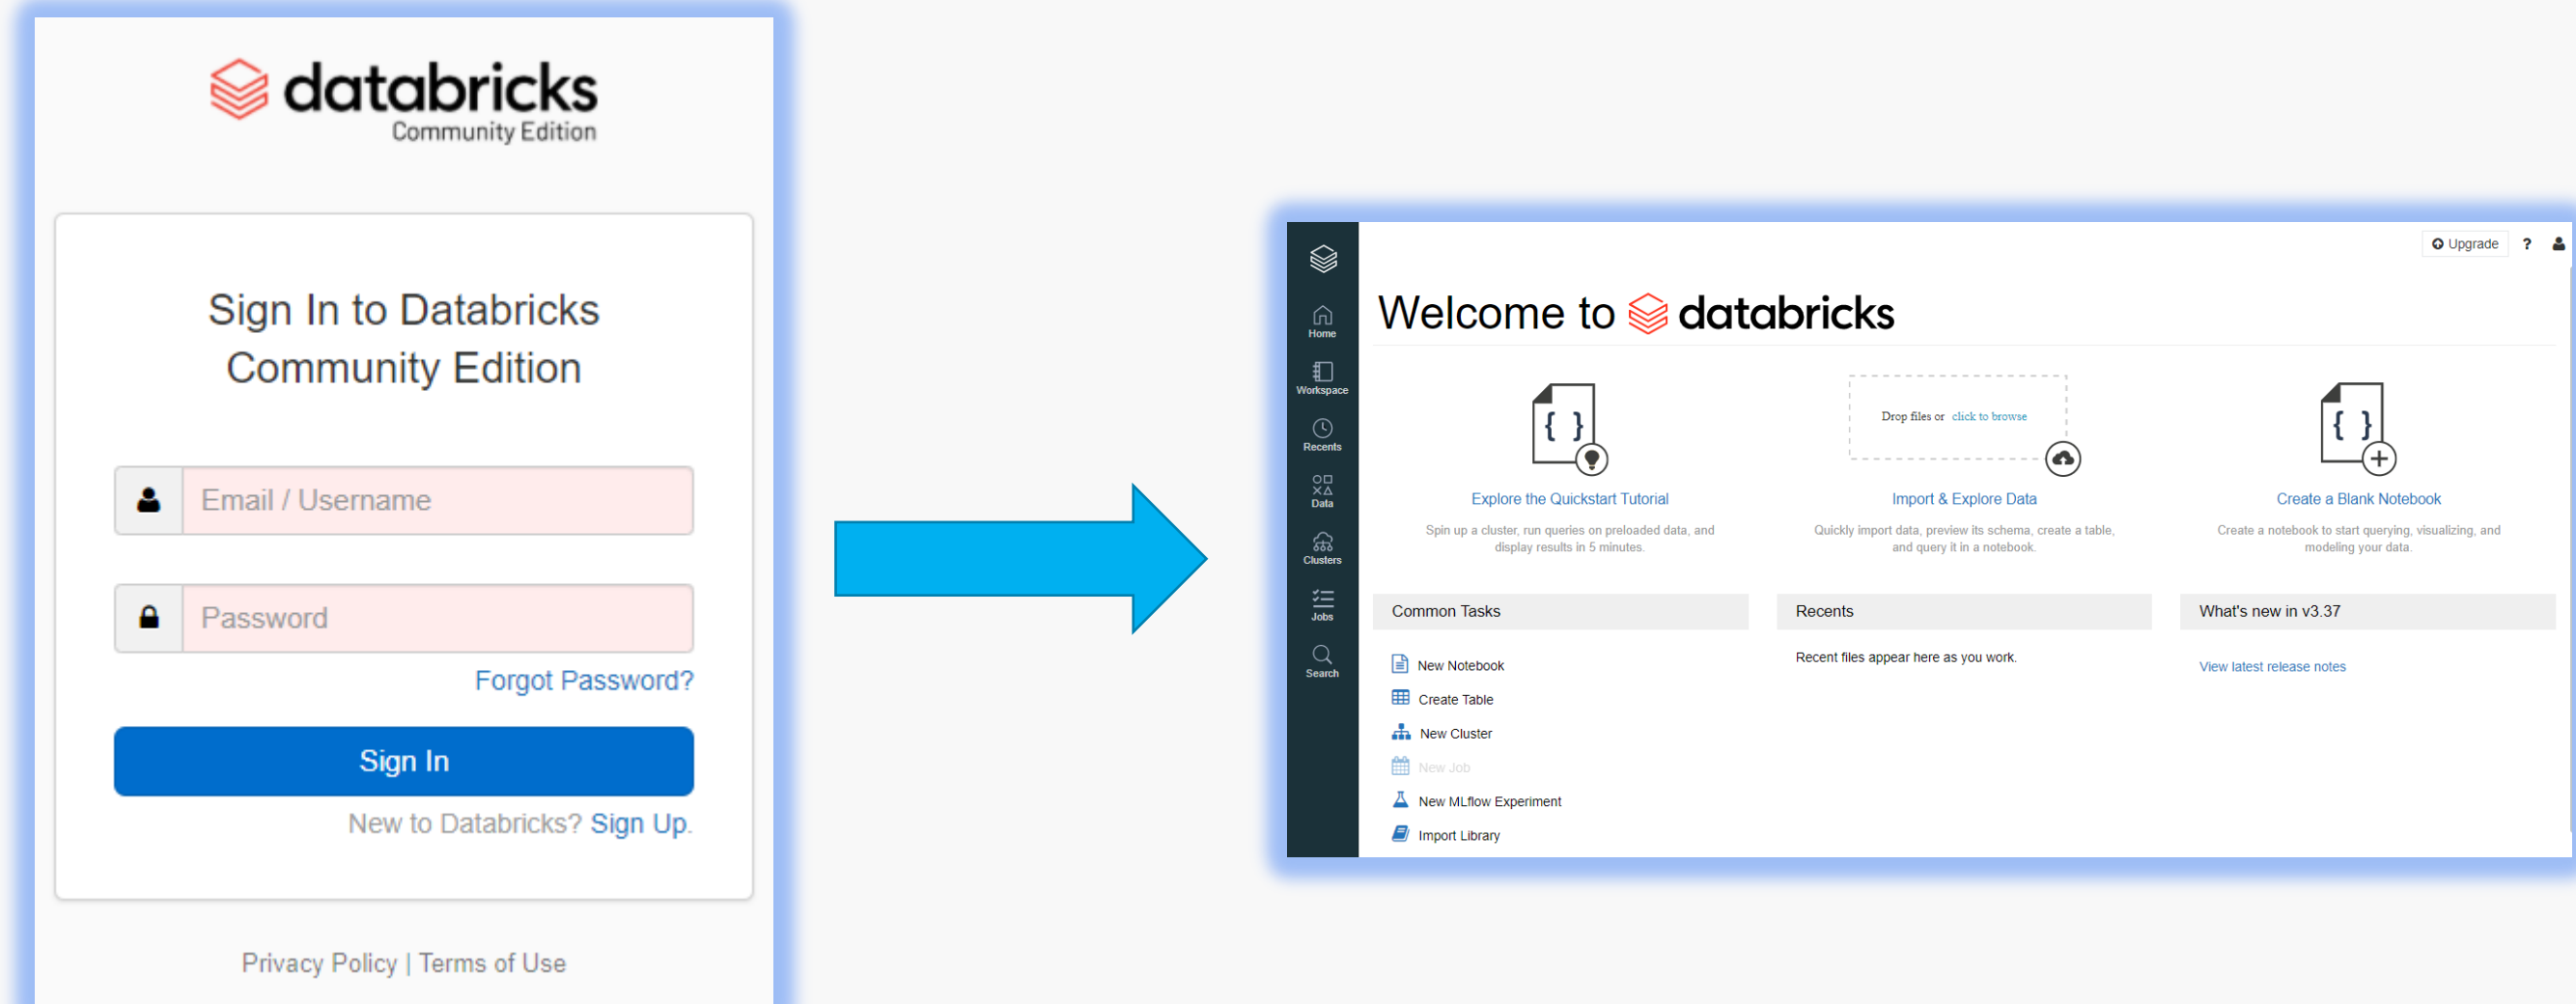 databricks
Community Edition
Sign In to Databricks
Community Edition
Email / Username
Password
Forgot Password?
Sign In
New to Databricks? Sign Up.
Privacy Policy | Terms of Use
Upgrade ?
Home
Workspace
Recents
Data
Clusters
Jobs
Search
Welcome to databricks
{ }
Explore the Quickstart Tutorial
Spin up a cluster, run queries on preloaded data, and
display results in 5 minutes.
Drop files or click to browse
Import & Explore Data
Quickly import data, preview its schema, create a table,
and query it in a notebook.
{ }
Create a Blank Notebook
Create a notebook to start querying, visualizing, and
modeling your data.
Common Tasks
New Notebook
Create Table
New Cluster
New Job
New MLflow Experiment
Import Library
Recents
Recent files appear here as you work.
What's new in v3.37
View latest release notes